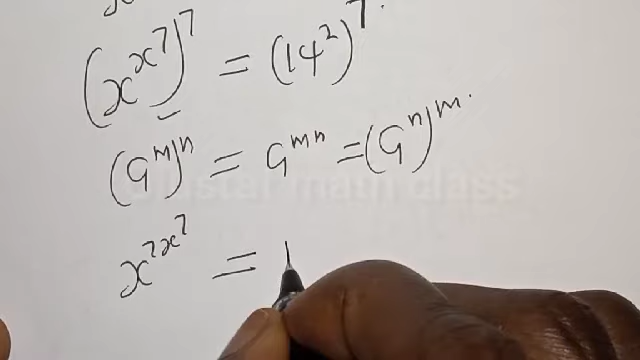 x
(x^{x^7})^7 = (14^2)^7.
(a^m)^n = a^{mn} = (a^n)^m.
x^{7x^7} = 1